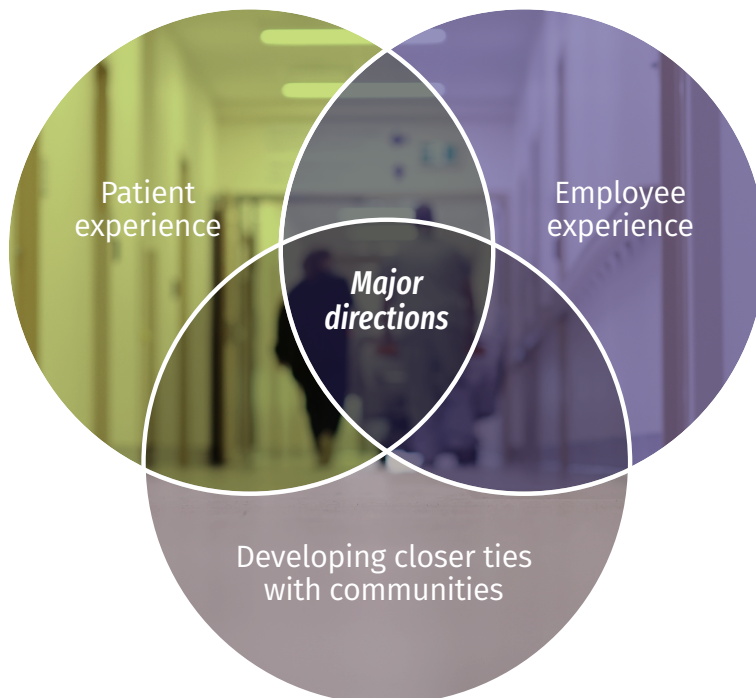 Patient
experience
Employee
experience
Major
directions
Developing closer ties
with communities